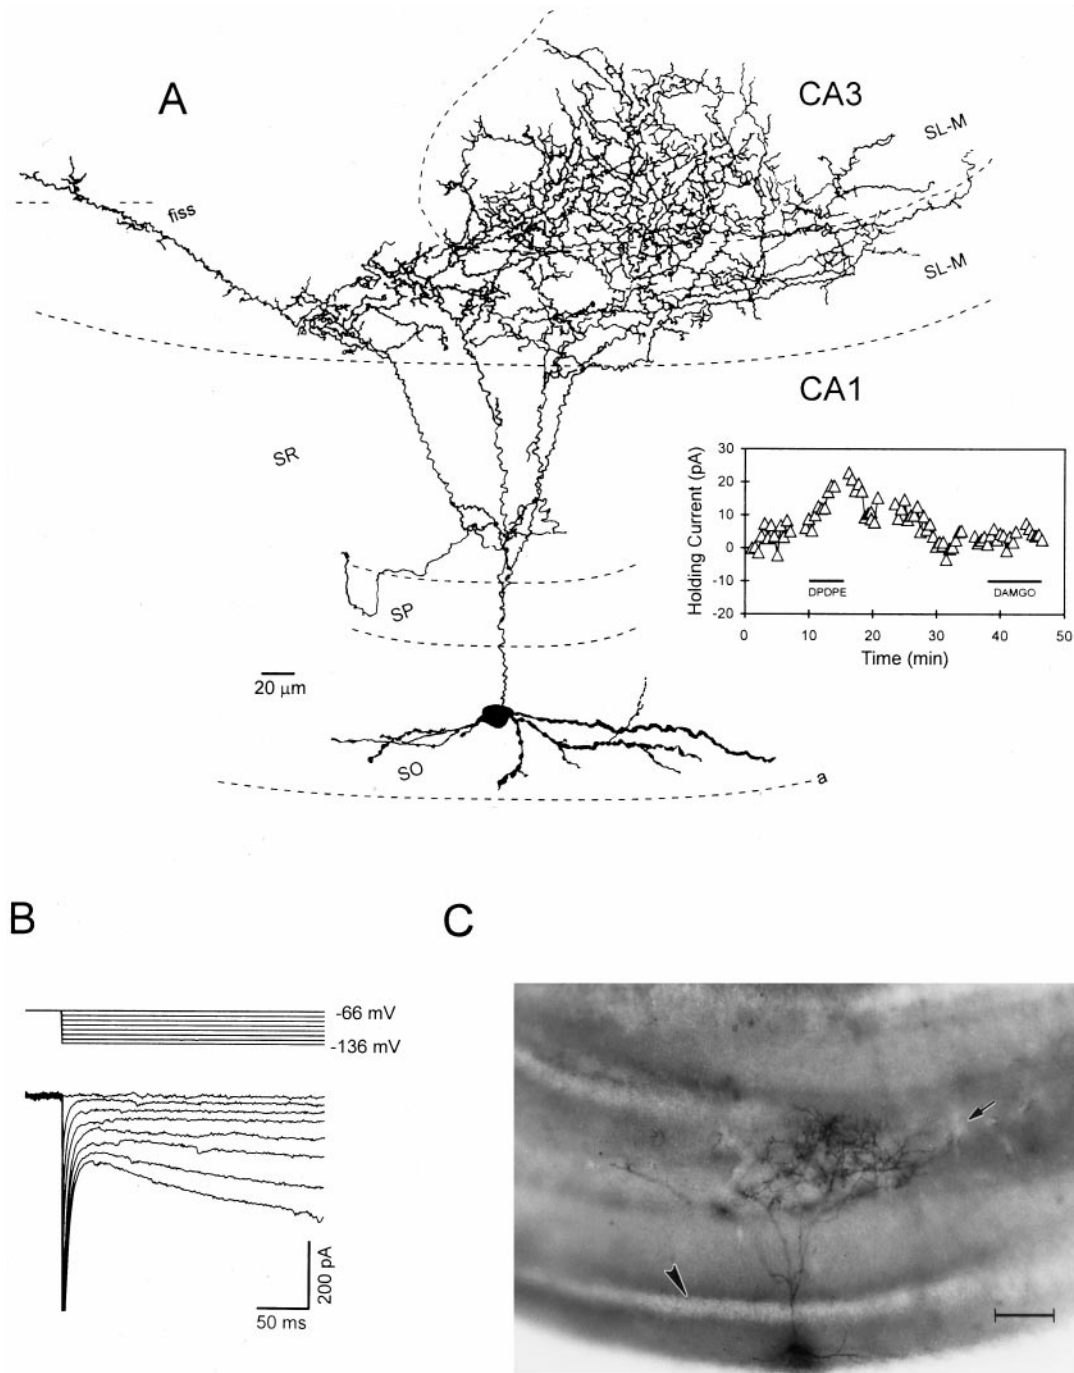 A
CA3
SL-M
fiss
SL-M
CA1
SR
SP
20 μm
SO
a
Holding Current (pA)
30
20
10
0
-10
-20
DPDPE
DAMGO
0 10 20 30 40 50
Time (min)
B
C
-66 mV
-136 mV
200 pA
50 ms